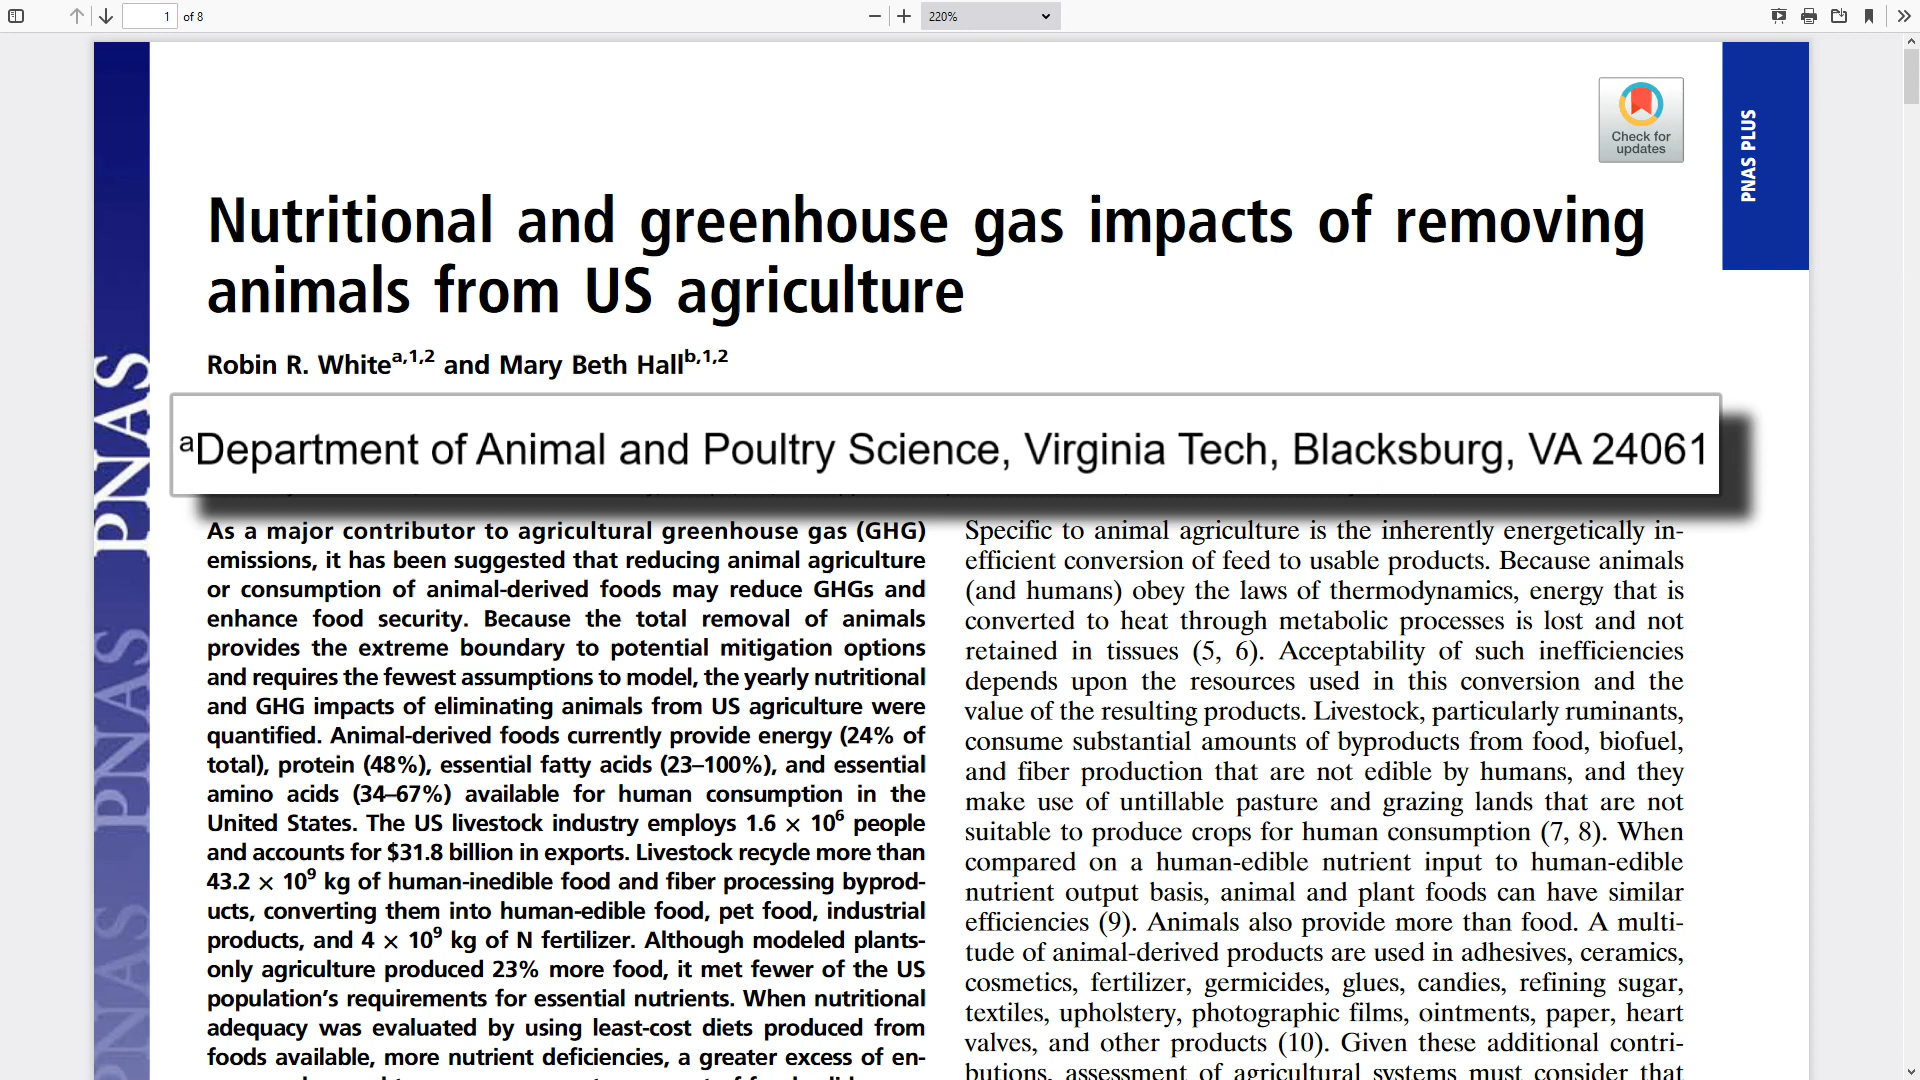 1 of 8
220%
Check for
updates
PNAS PLUS
Nutritional and greenhouse gas impacts of removing
animals from US agriculture
Robin R. White^a,1,2 and Mary Beth Hall^b,1,2
^aDepartment of Animal and Poultry Science, Virginia Tech, Blacksburg, VA 24061
PNAS
PNAS
PNAS
As a major contributor to agricultural greenhouse gas (GHG)
emissions, it has been suggested that reducing animal agriculture
or consumption of animal-derived foods may reduce GHGs and
enhance food security. Because the total removal of animals
provides the extreme boundary to potential mitigation options
and requires the fewest assumptions to model, the yearly nutritional
and GHG impacts of eliminating animals from US agriculture were
quantified. Animal-derived foods currently provide energy (24% of
total), protein (48%), essential fatty acids (23–100%), and essential
amino acids (34–67%) available for human consumption in the
United States. The US livestock industry employs 1.6 × 10⁶ people
and accounts for $31.8 billion in exports. Livestock recycle more than
43.2 × 10⁹ kg of human-inedible food and fiber processing byprod-
ucts, converting them into human-edible food, pet food, industrial
products, and 4 × 10⁹ kg of N fertilizer. Although modeled plants-
only agriculture produced 23% more food, it met fewer of the US
population's requirements for essential nutrients. When nutritional
adequacy was evaluated by using least-cost diets produced from
foods available, more nutrient deficiencies, a greater excess of en-
Specific to animal agriculture is the inherently energetically in-
efficient conversion of feed to usable products. Because animals
(and humans) obey the laws of thermodynamics, energy that is
converted to heat through metabolic processes is lost and not
retained in tissues (5, 6). Acceptability of such inefficiencies
depends upon the resources used in this conversion and the
value of the resulting products. Livestock, particularly ruminants,
consume substantial amounts of byproducts from food, biofuel,
and fiber production that are not edible by humans, and they
make use of untillable pasture and grazing lands that are not
suitable to produce crops for human consumption (7, 8). When
compared on a human-edible nutrient input to human-edible
nutrient output basis, animal and plant foods can have similar
efficiencies (9). Animals also provide more than food. A multi-
tude of animal-derived products are used in adhesives, ceramics,
cosmetics, fertilizer, germicides, glues, candies, refining sugar,
textiles, upholstery, photographic films, ointments, paper, heart
valves, and other products (10). Given these additional contri-
butions, assessment of agricultural systems must consider that